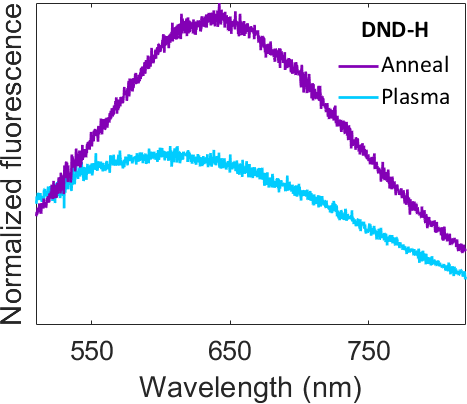 Normalized fluorescence
DND-H
Anneal
Plasma
550 650 750
Wavelength (nm)